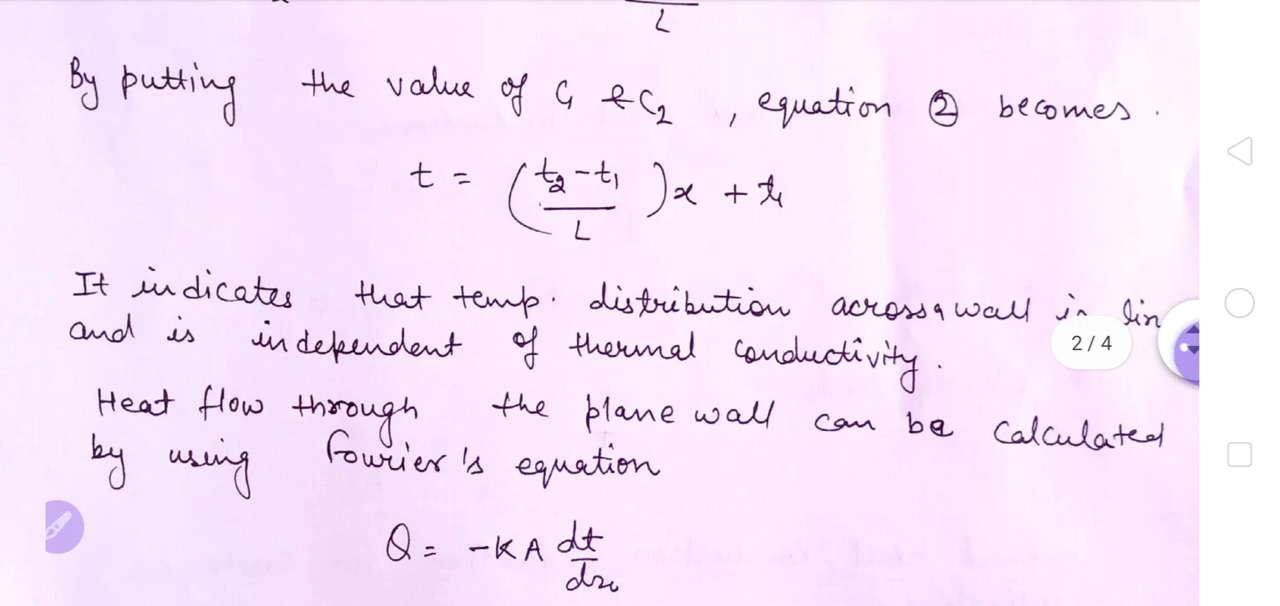 L
By putting the value of C1 & C2 , equation ② becomes .
t = (t2 - t1 / L) x + t1
It indicates that temp. distribution across a wall is lin
and is independent of thermal conductivity.
2 / 4
Heat flow through the plane wall can be calculated
by using Fourier's equation
Q = -KA dt/dx